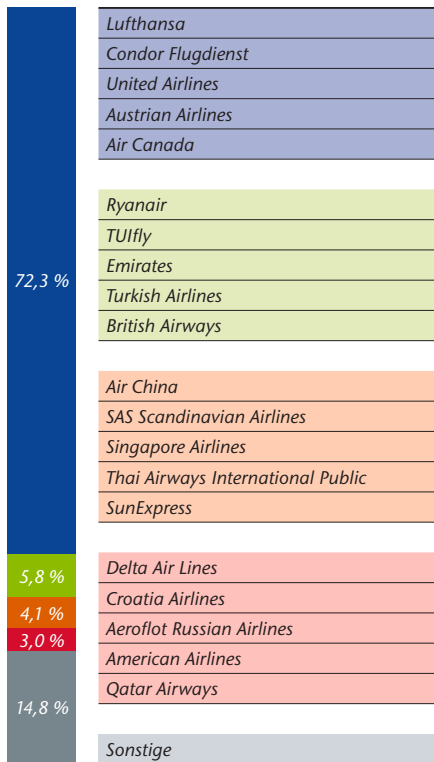 Lufthansa
Condor Flugdienst
United Airlines
Austrian Airlines
Air Canada
Ryanair
TUIfly
Emirates
Turkish Airlines
British Airways
Air China
SAS Scandinavian Airlines
Singapore Airlines
Thai Airways International Public
SunExpress
Delta Air Lines
Croatia Airlines
Aeroflot Russian Airlines
American Airlines
Qatar Airways
Sonstige
72,3 %
5,8 %
4,1 %
3,0 %
14,8 %